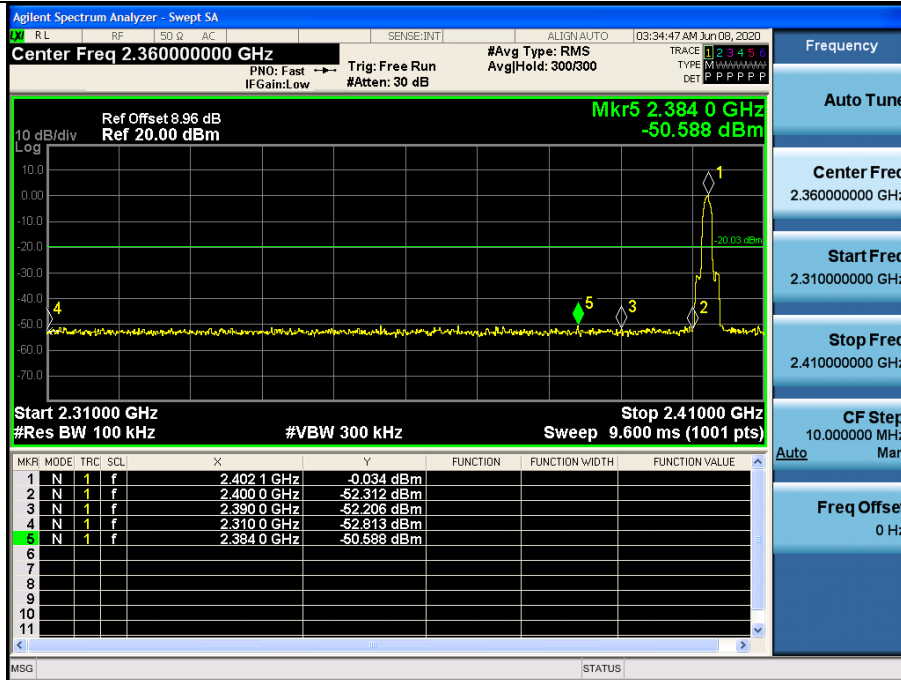 Agilent Spectrum Analyzer - Swept SA
LXI RL RF 50 Ω AC SENSE:INT ALIGN AUTO 03:34:47 AM Jun 08, 2020
Center Freq 2.360000000 GHz
PNO: Fast
IFGain:Low
Trig: Free Run
#Atten: 30 dB
#Avg Type: RMS
Avg|Hold: 300/300
TRACE 1 2 3 4 5 6
TYPE M W W W W W
DET P P P P P P
Mkr5 2.384 0 GHz
-50.588 dBm
Ref Offset 8.96 dB
10 dB/div Ref 20.00 dBm
Log
10.0
0.00
-10.0
-20.0
-30.0
-40.0
-50.0
-60.0
-70.0
1
-20.03 dBm
4
5
3
2
Start 2.31000 GHz Stop 2.41000 GHz
#Res BW 100 kHz #VBW 300 kHz Sweep 9.600 ms (1001 pts)
MKR MODE TRC SCL X Y FUNCTION FUNCTION WIDTH FUNCTION VALUE
1 N 1 f 2.402 1 GHz -0.034 dBm
2 N 1 f 2.400 0 GHz -52.312 dBm
3 N 1 f 2.390 0 GHz -52.206 dBm
4 N 1 f 2.310 0 GHz -52.813 dBm
5 N 1 f 2.384 0 GHz -50.588 dBm
6
7
8
9
10
11
MSG STATUS
Frequency
Auto Tune
Center Freq
2.360000000 GHz
Start Freq
2.310000000 GHz
Stop Freq
2.410000000 GHz
CF Step
10.000000 MHz
Auto Man
Freq Offset
0 Hz